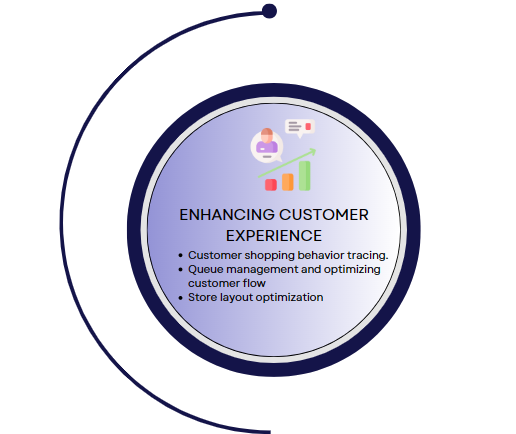 ENHANCING CUSTOMER
EXPERIENCE
• Customer shopping behavior tracing.
• Queue management and optimizing
customer flow
• Store layout optimization